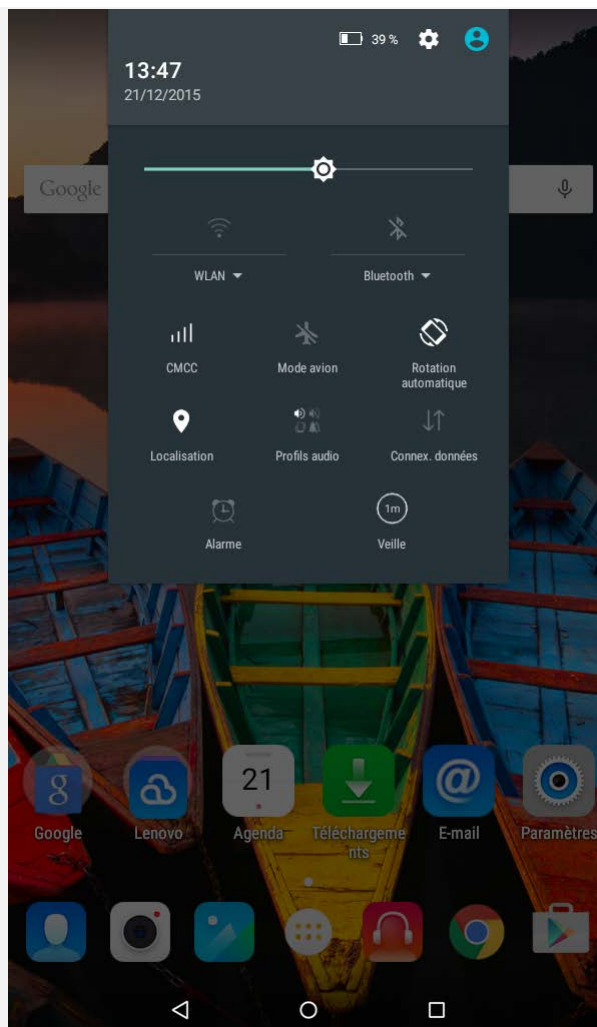 39 %
13:47
21/12/2015
Google
WLAN
Bluetooth
CMCC
Mode avion
Rotation
automatique
Localisation
Profils audio
Connex. données
1m
Alarme
Veille
21
g
@
Google
Lenovo
Agenda
Téléchargeme
nts
E-mail
Paramètres